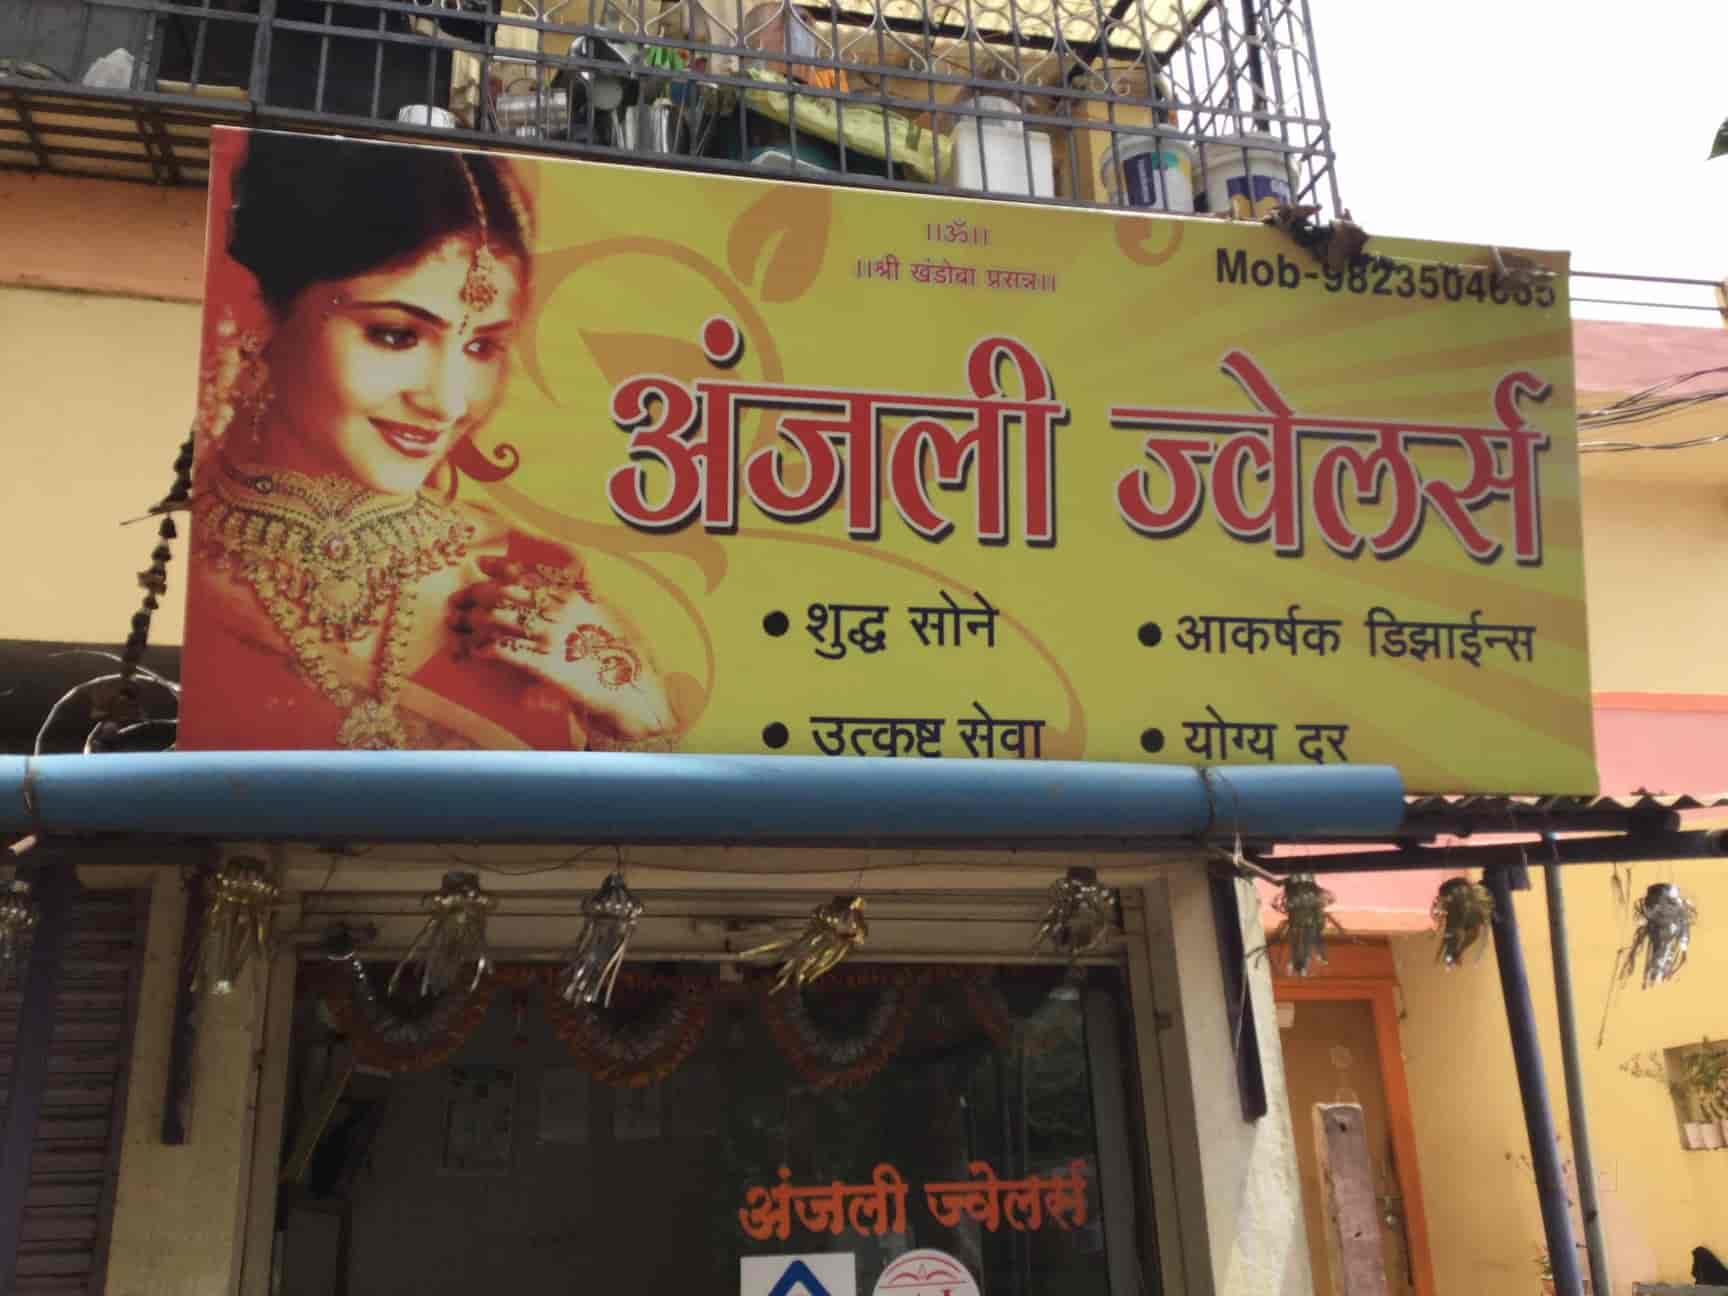 ।।ॐ।।
।।श्री खंडोबा प्रसन्न।।
अंजली ज्वेलर्स
• शुद्ध सोने
• आकर्षक डिझाईन्स
• उत्कृष्ट सेवा
• योग्य दर
अंजली ज्वेलर्स